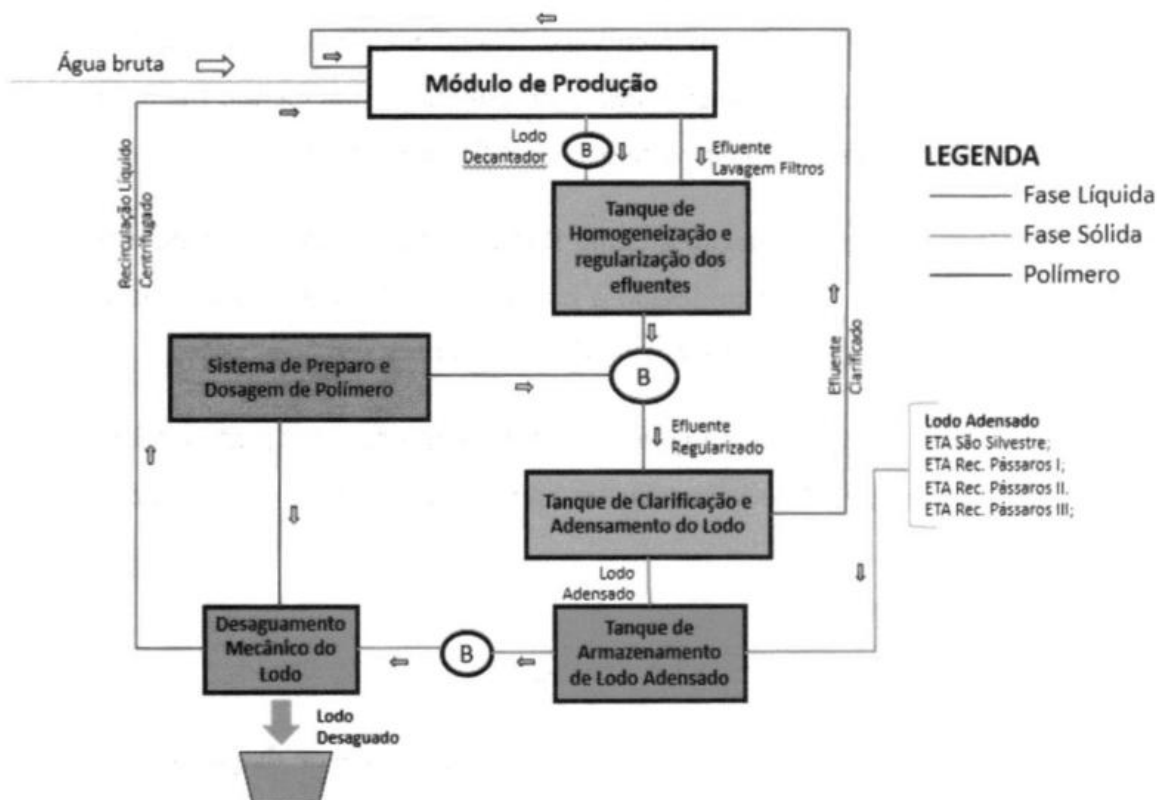 Água bruta
Módulo de Produção
Lodo
Decantador
B
Efluente
Lavagem Filtros
LEGENDA
Fase Líquida
Fase Sólida
Polímero
Tanque de
Homogeneização e
regularização dos
efluentes
Recirculação Líquido
Centrifugado
Sistema de Preparo e
Dosagem de Polímero
B
Efluente
Clarificado
Efluente
Regularizado
Lodo Adensado
ETA São Silvestre;
ETA Rec. Pássaros I;
ETA Rec. Pássaros II.
ETA Rec. Pássaros III;
Tanque de Clarificação e
Adensamento do Lodo
Lodo
Adensado
Desaguamento
Mecânico do
Lodo
B
Tanque de
Armazenamento
de Lodo Adensado
Lodo
Desaguado